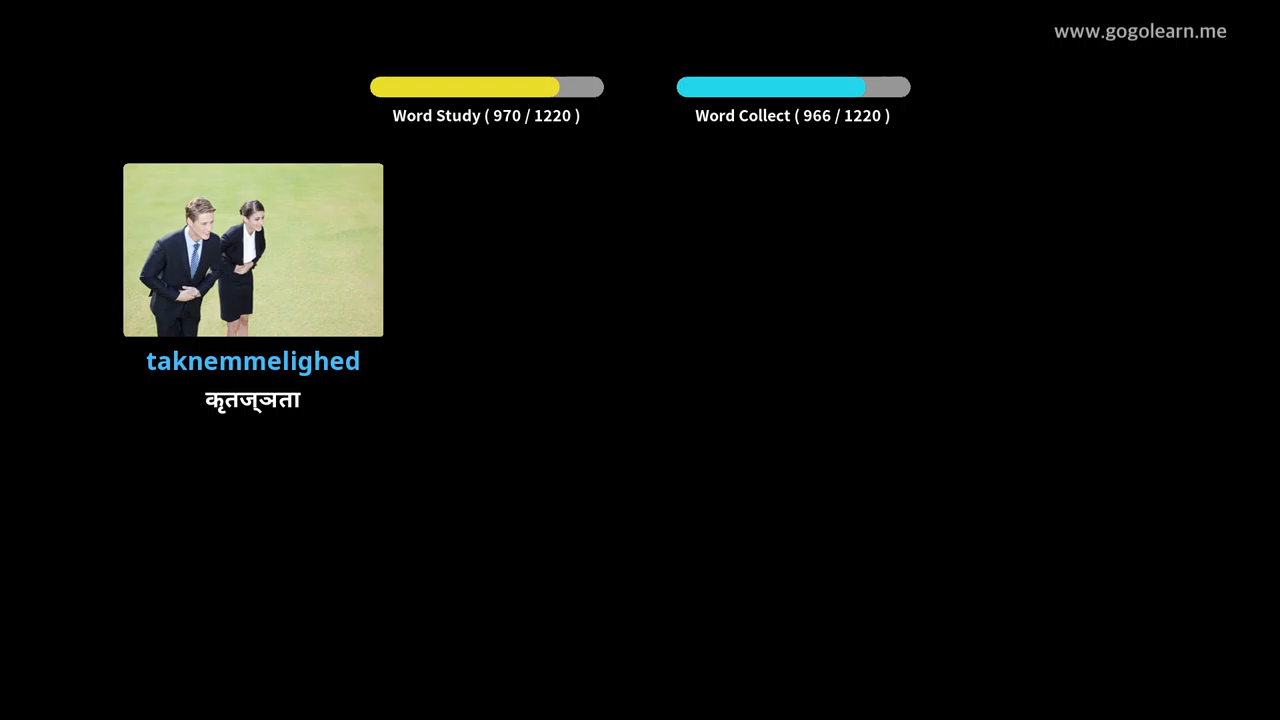 www.gogolearn.me
Word Study ( 970 / 1220 )
Word Collect ( 966 / 1220 )
taknemmelighed
कृतज्ञता